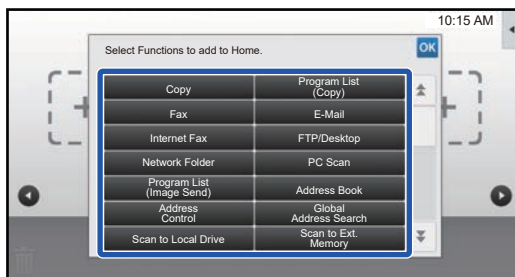 10:15 AM
Select Functions to add to Home.
OK
Copy
Program List
(Copy)
Fax
E-Mail
Internet Fax
FTP/Desktop
Network Folder
PC Scan
Program List
(Image Send)
Address Book
Address
Control
Global
Address Search
Scan to Local Drive
Scan to Ext.
Memory